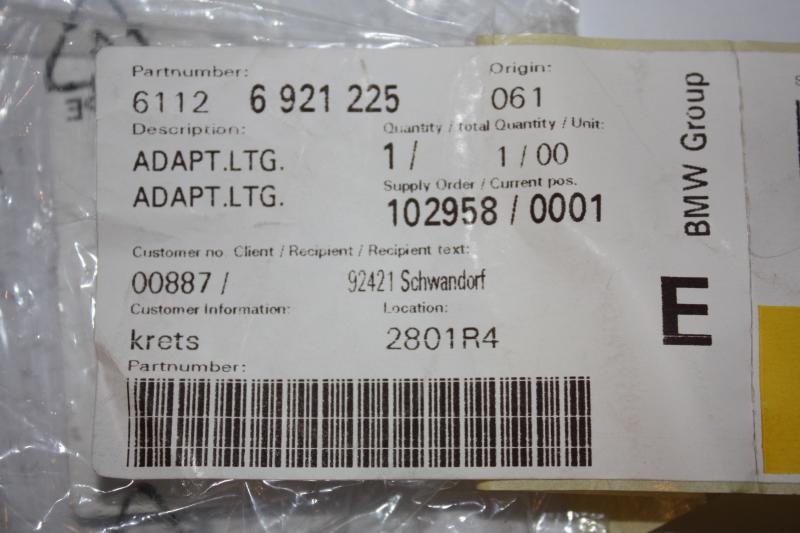 Partnumber: Origin:
6112 6 921 225 061
Description: Quantity / total Quantity / Unit:
ADAPT.LTG. 1 / 1 / 00
ADAPT.LTG. Supply Order / Current pos.
102958 / 0001
Customer no. Client / Recipient / Recipient text:
00887 / 92421 Schwandorf
Customer Information: Location:
krets 2801R4
Partnumber:
BMW Group
E